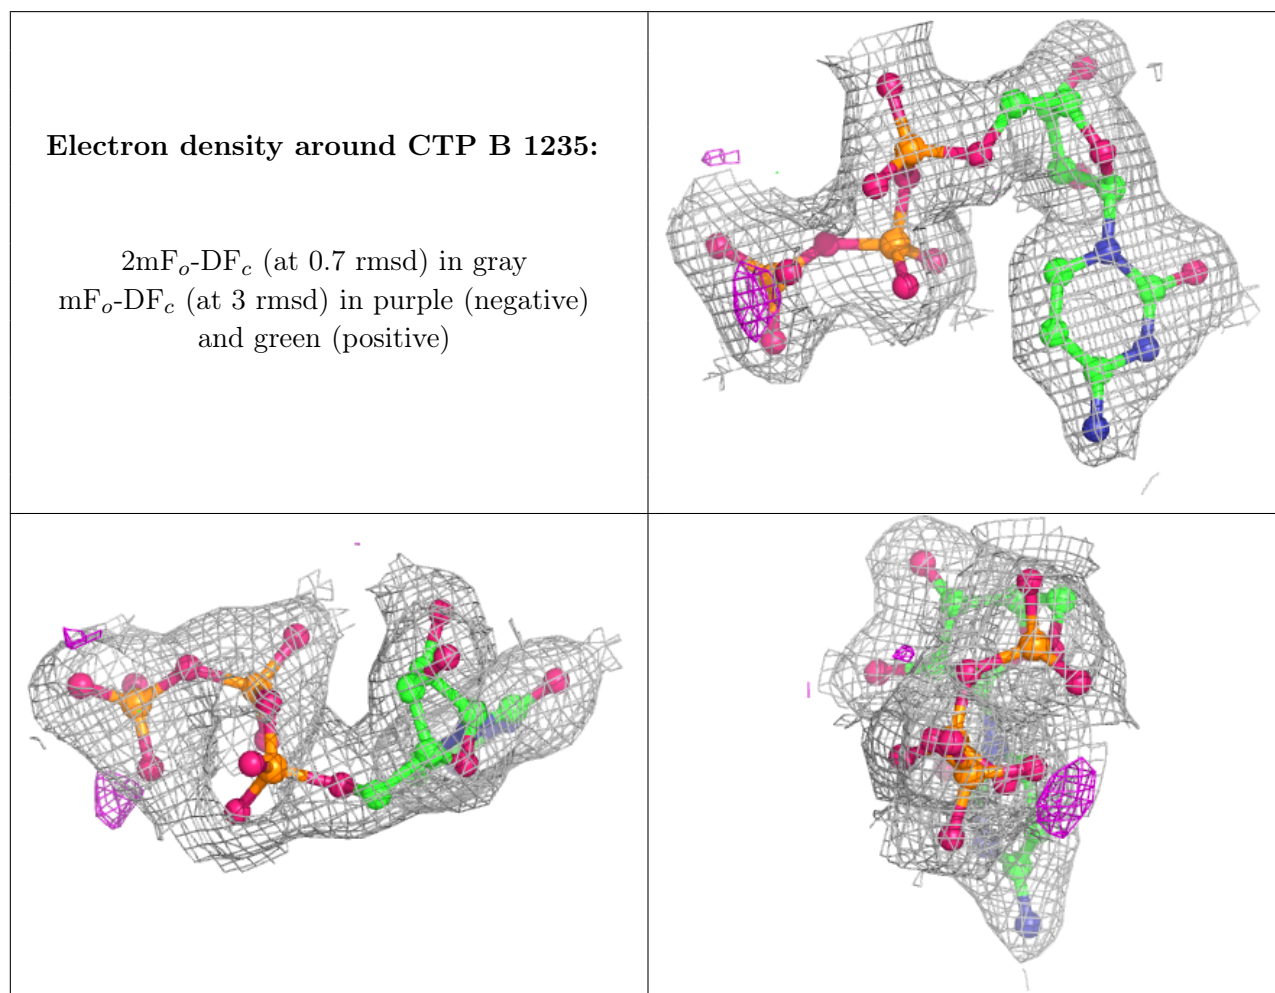 Electron density around CTP B 1235:
2mFₒ-DF𝒸 (at 0.7 rmsd) in gray
mFₒ-DF𝒸 (at 3 rmsd) in purple (negative)
and green (positive)